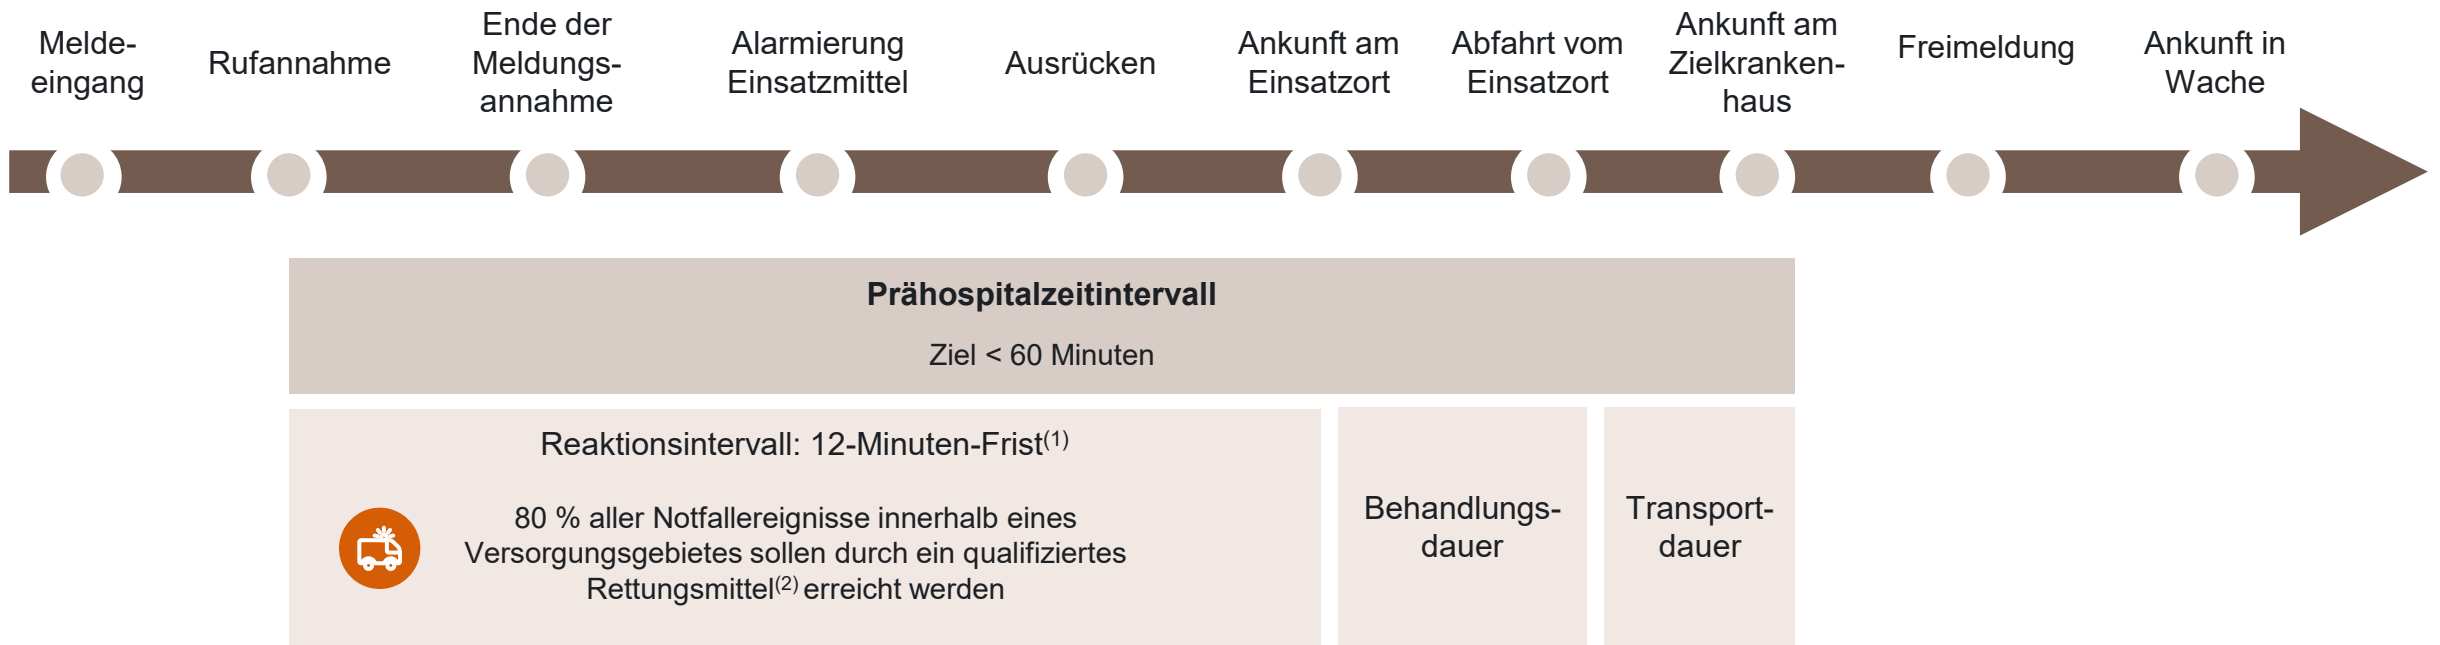 Melde-
eingang
Rufannahme
Ende der
Meldungs-
annahme
Alarmierung
Einsatzmittel
Ausrücken
Ankunft am
Einsatzort
Abfahrt vom
Einsatzort
Ankunft am
Zielkranken-
haus
Freimeldung
Ankunft in
Wache
Prähospitalzeitintervall
Ziel < 60 Minuten
Reaktionsintervall: 12-Minuten-Frist(1)
80 % aller Notfallereignisse innerhalb eines
Versorgungsgebietes sollen durch ein qualifiziertes
Rettungsmittel(2) erreicht werden
Behandlungs-
dauer
Transport-
dauer